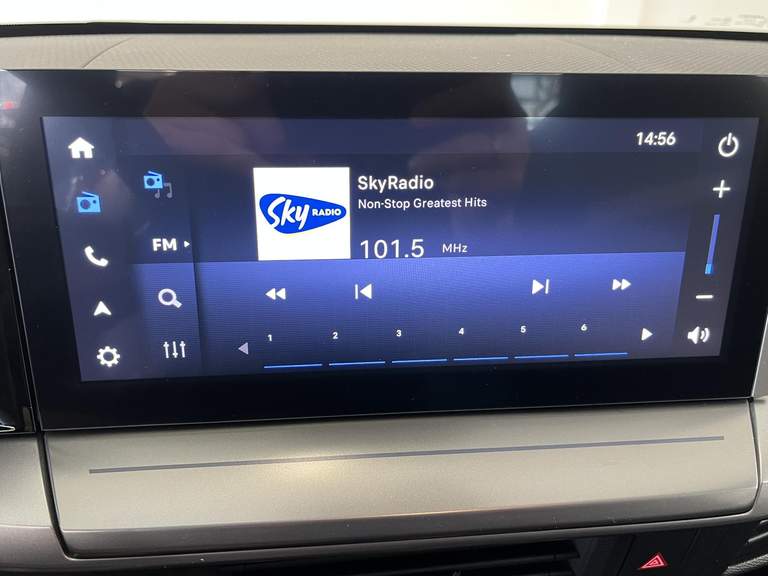 14:56
SkyRadio
Non-Stop Greatest Hits
Sky RADIO
FM
101.5 MHz
1 2 3 4 5 6